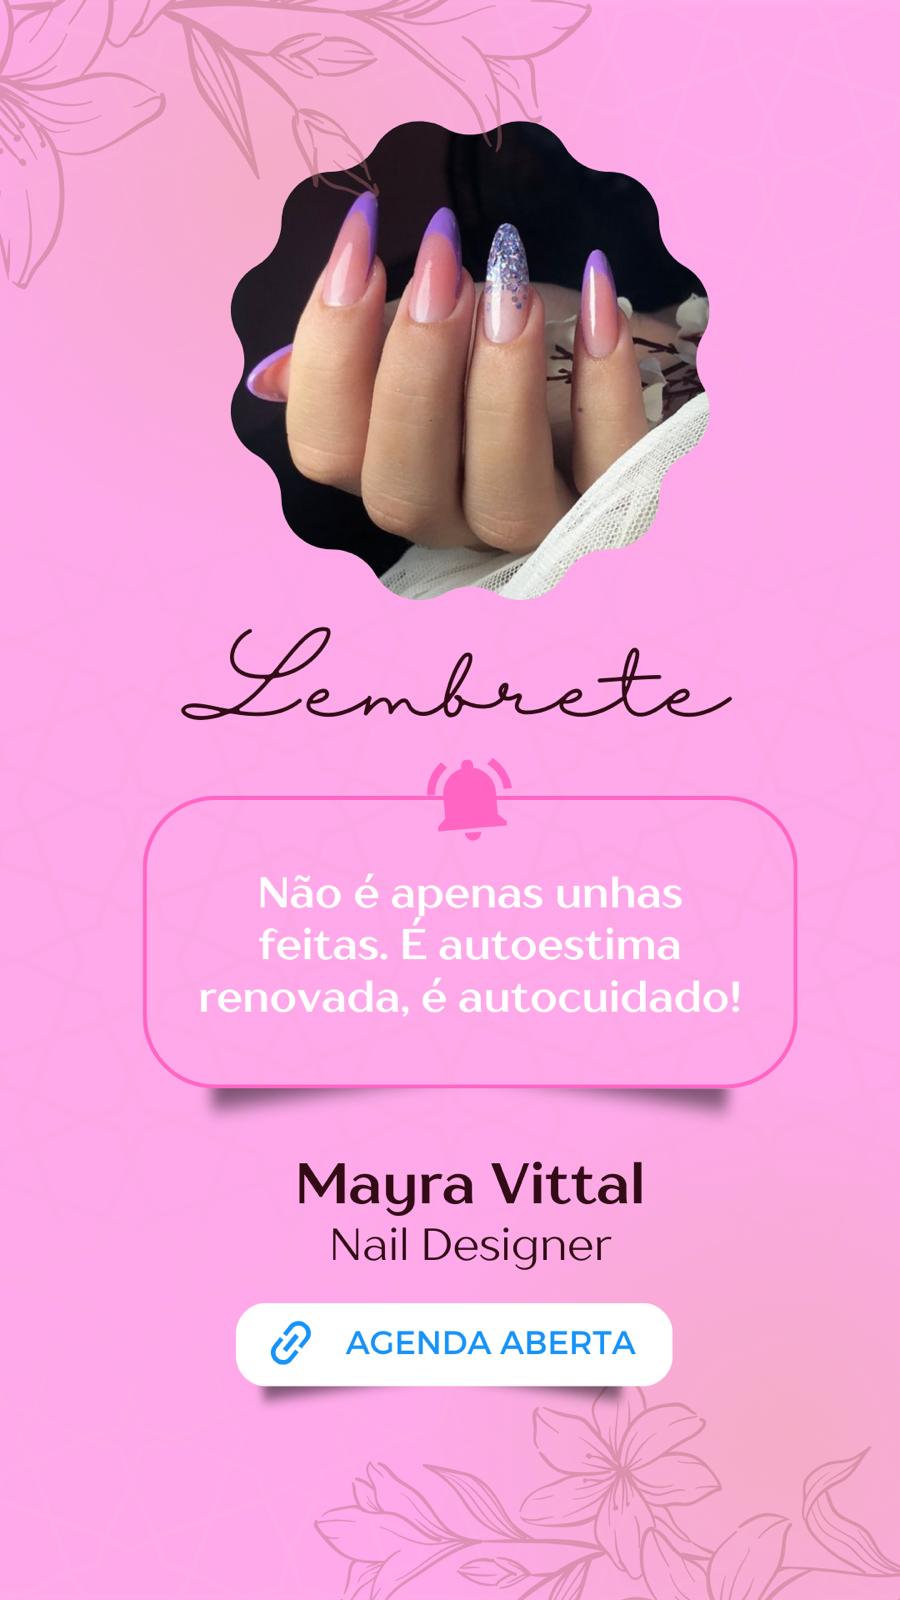 Lembrete
Não é apenas unhas
feitas. É autoestima
renovada, é autocuidado!
Mayra Vittal
Nail Designer
AGENDA ABERTA